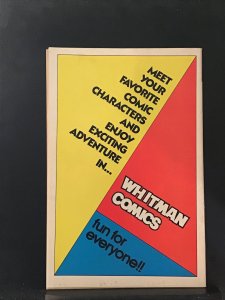 MEET
YOUR
FAVORITE
COMIC
CHARACTERS
AND
ENJOY
EXCITING
ADVENTURE
IN...
WHITMAN
COMICS
fun for
everyone!!